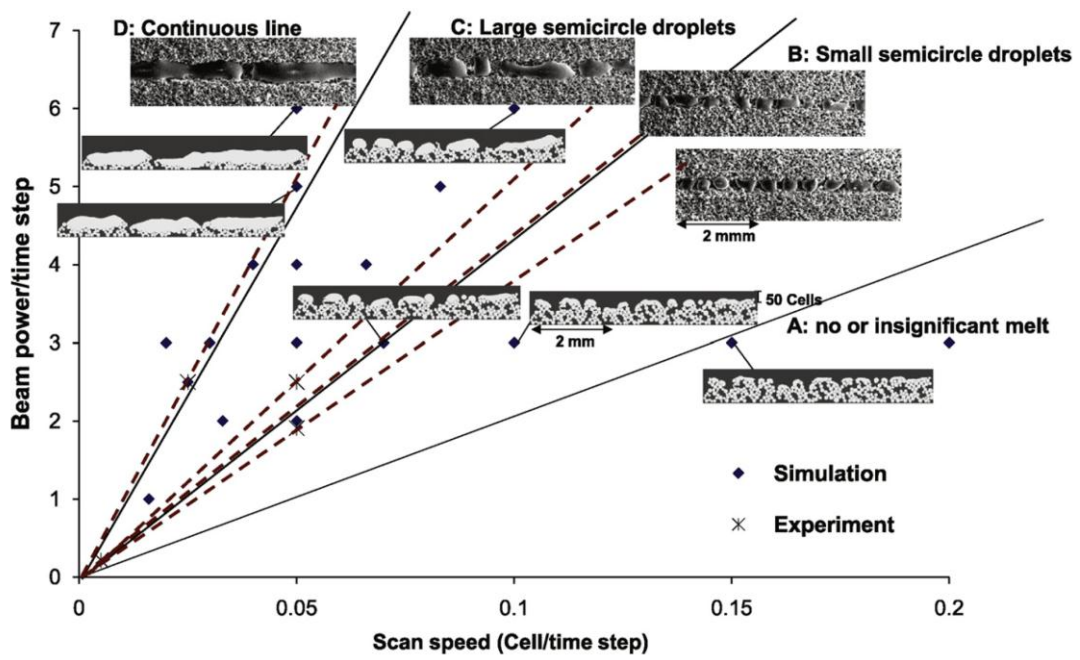 D: Continuous line
C: Large semicircle droplets
B: Small semicircle droplets
2 mmm
50 Cells
2 mm
A: no or insignificant melt
Simulation
Experiment
Beam power/time step
7
6
5
4
3
2
1
0
0
0.05
0.1
0.15
0.2
Scan speed (Cell/time step)